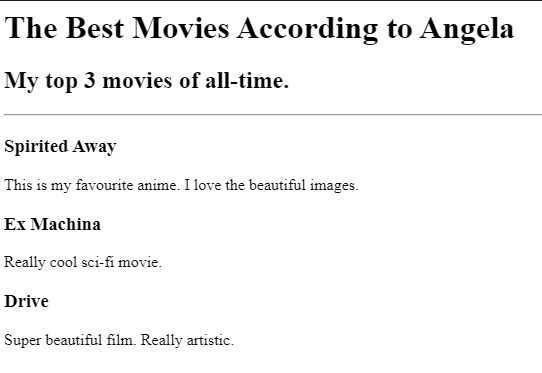 The Best Movies According to Angela
My top 3 movies of all-time.
Spirited Away
This is my favourite anime. I love the beautiful images.
Ex Machina
Really cool sci-fi movie.
Drive
Super beautiful film. Really artistic.